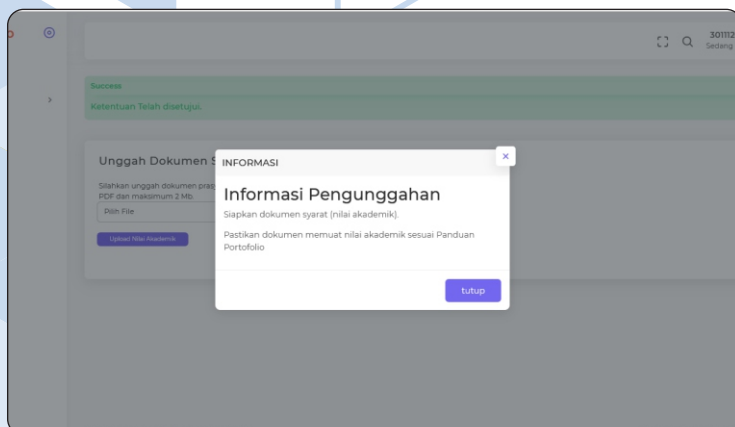 301112
Sedang
Success
Ketentuan Telah disetujui.
Unggah Dokumen S
Silahkan unggah dokumen pras
PDF dan maksimum 2 Mb.
Pilih File
Upload Nilai Akademik
INFORMASI
Informasi Pengunggahan
Siapkan dokumen syarat (nilai akademik).
Pastikan dokumen memuat nilai akademik sesuai Panduan
Portofolio
tutup